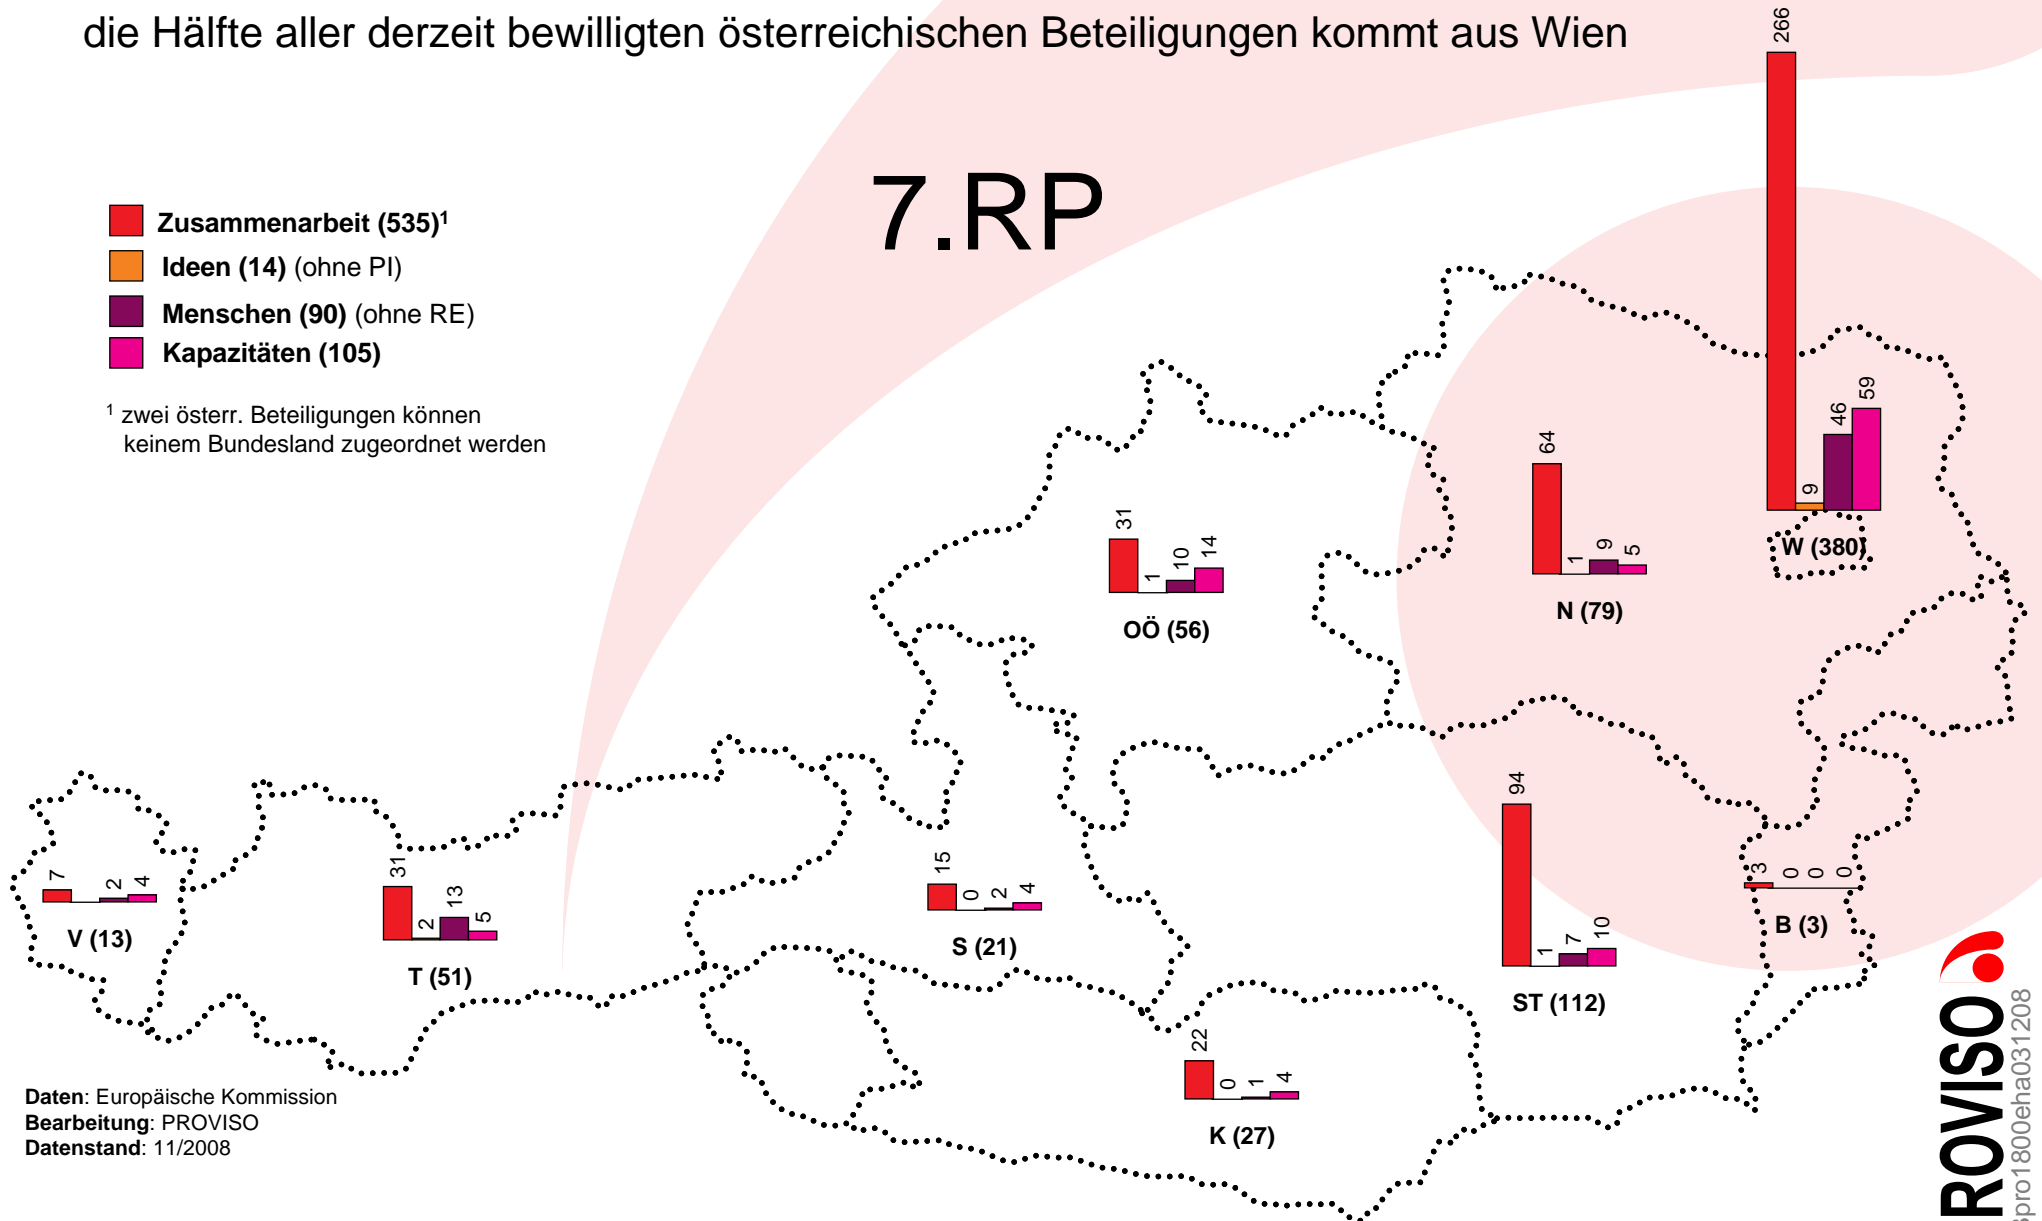 die Hälfte aller derzeit bewilligten österreichischen Beteiligungen kommt aus Wien
7.RP
Zusammenarbeit (535)¹
Ideen (14) (ohne PI)
Menschen (90) (ohne RE)
Kapazitäten (105)
¹ zwei österr. Beteiligungen können
keinem Bundesland zugeordnet werden
266
9
46
59
W (380)
64
1
9
5
N (79)
31
1
10
14
OÖ (56)
94
1
7
10
ST (112)
3
0
0
0
B (3)
7
2
4
V (13)
31
2
13
5
T (51)
15
0
2
4
S (21)
22
0
1
4
K (27)
Daten: Europäische Kommission
Bearbeitung: PROVISO
Datenstand: 11/2008
ROVISO
pro1800eha031208